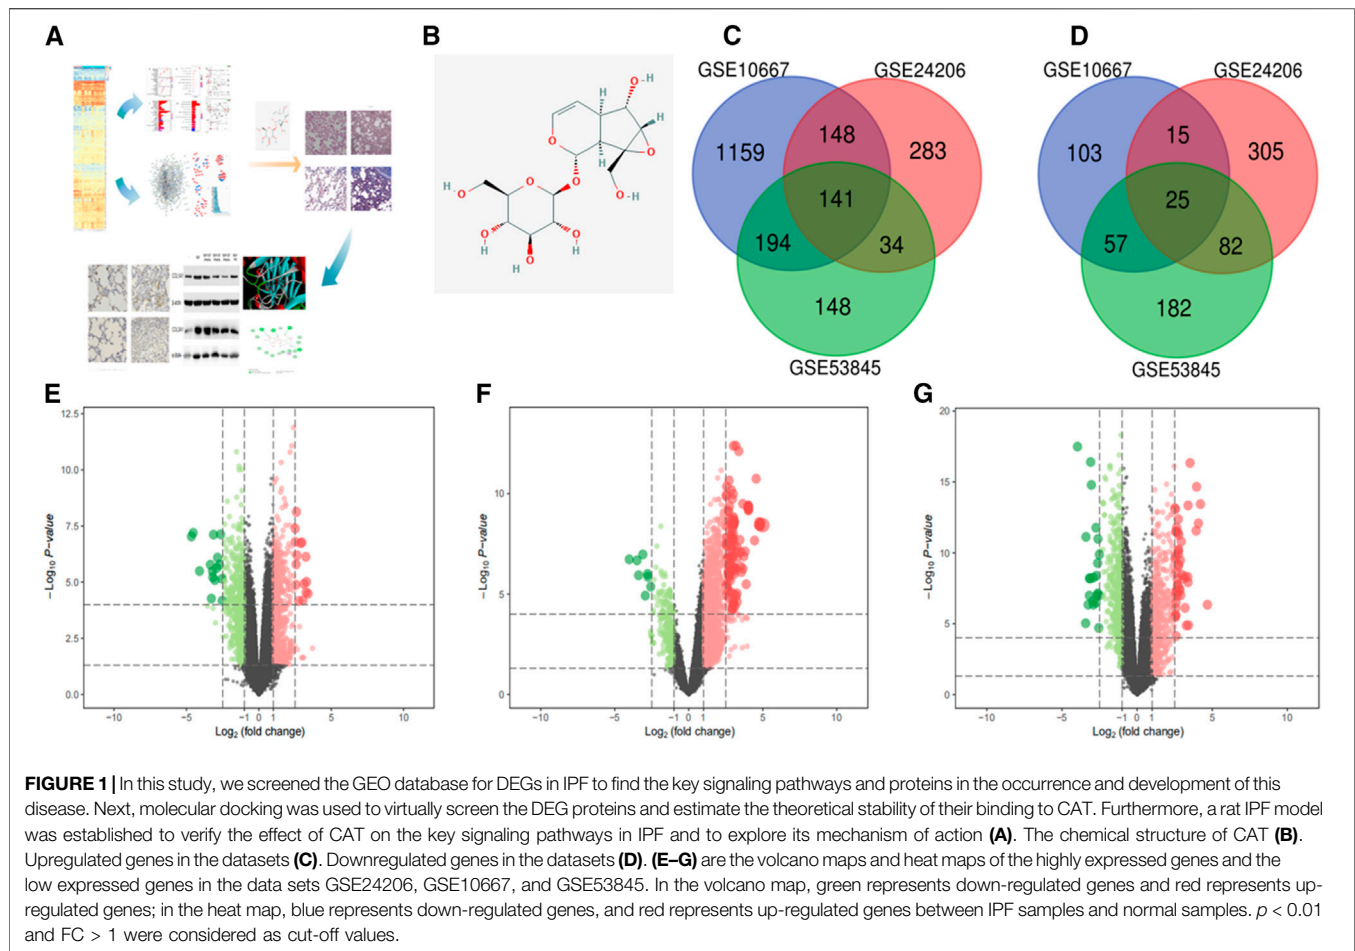 A
B
C
D
GSE10667
GSE24206
1159
148
283
141
194
34
148
GSE53845
GSE10667
GSE24206
103
15
305
25
57
82
182
GSE53845
H
O
H
O
H
O
H
O
O
O
H
O
H
O
O
H
O
H
O
H
E
12.5
10.0
7.5
5.0
2.5
0.0
−Log10 P−value
−10
−5
−1
0
1
5
10
Log2 (fold change)
F
10
5
0
−Log10 P−value
−10
−5
−1
0
1
5
10
Log2 (fold change)
G
20
15
10
5
0
−Log10 P−value
−10
−5
−1
0
1
5
10
Log2 (fold change)
FIGURE 1 | In this study, we screened the GEO database for DEGs in IPF to find the key signaling pathways and proteins in the occurrence and development of this
disease. Next, molecular docking was used to virtually screen the DEG proteins and estimate the theoretical stability of their binding to CAT. Furthermore, a rat IPF model
was established to verify the effect of CAT on the key signaling pathways in IPF and to explore its mechanism of action (A). The chemical structure of CAT (B).
Upregulated genes in the datasets (C). Downregulated genes in the datasets (D). (E–G) are the volcano maps and heat maps of the highly expressed genes and the
low expressed genes in the data sets GSE24206, GSE10667, and GSE53845. In the volcano map, green represents down-regulated genes and red represents up-
regulated genes; in the heat map, blue represents down-regulated genes, and red represents up-regulated genes between IPF samples and normal samples. p < 0.01
and FC > 1 were considered as cut-off values.